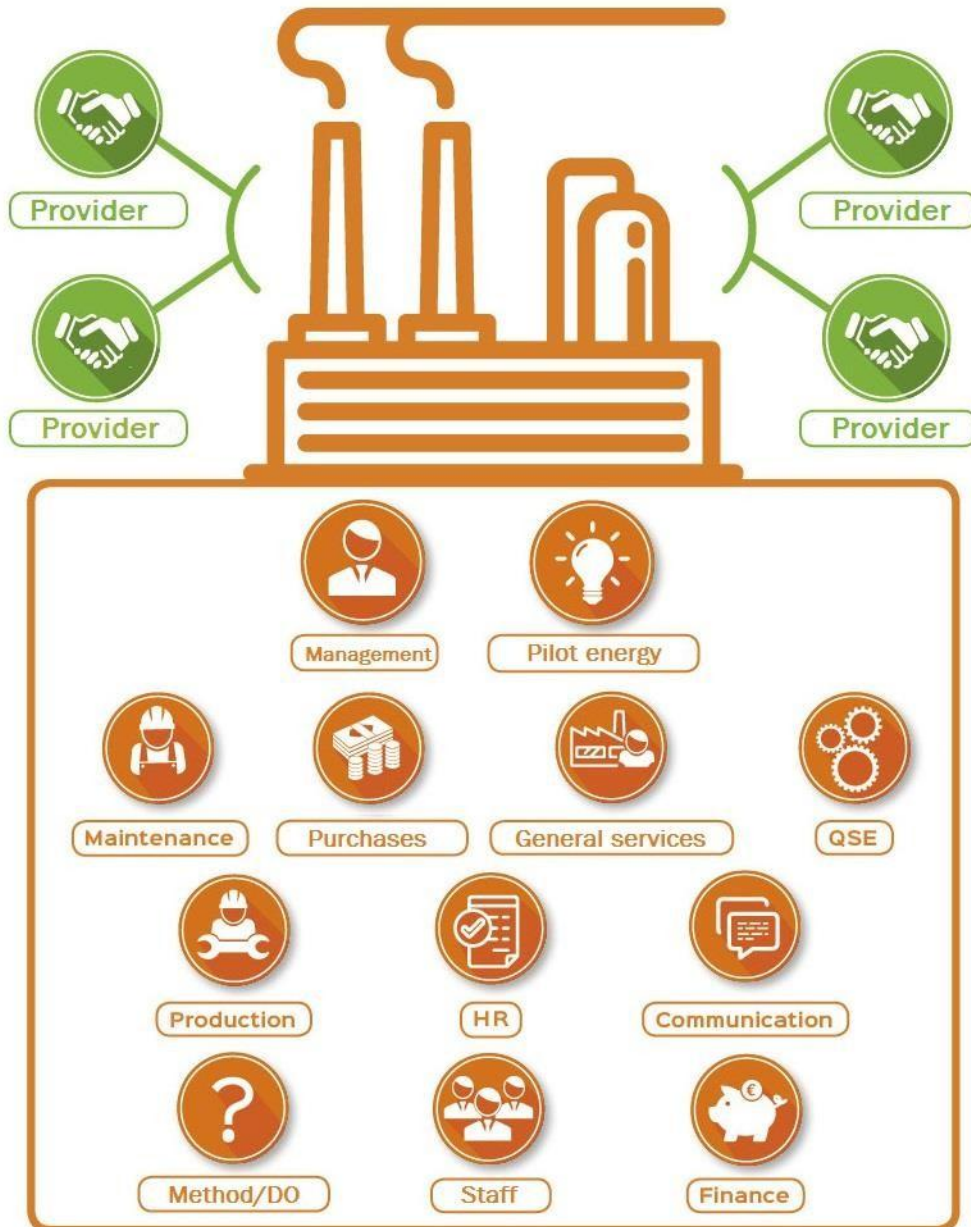 Provider
Provider
Provider
Provider
Management
Pilot energy
Maintenance
Purchases
General services
QSE
Production
HR
Communication
Method/DO
Staff
€
Finance